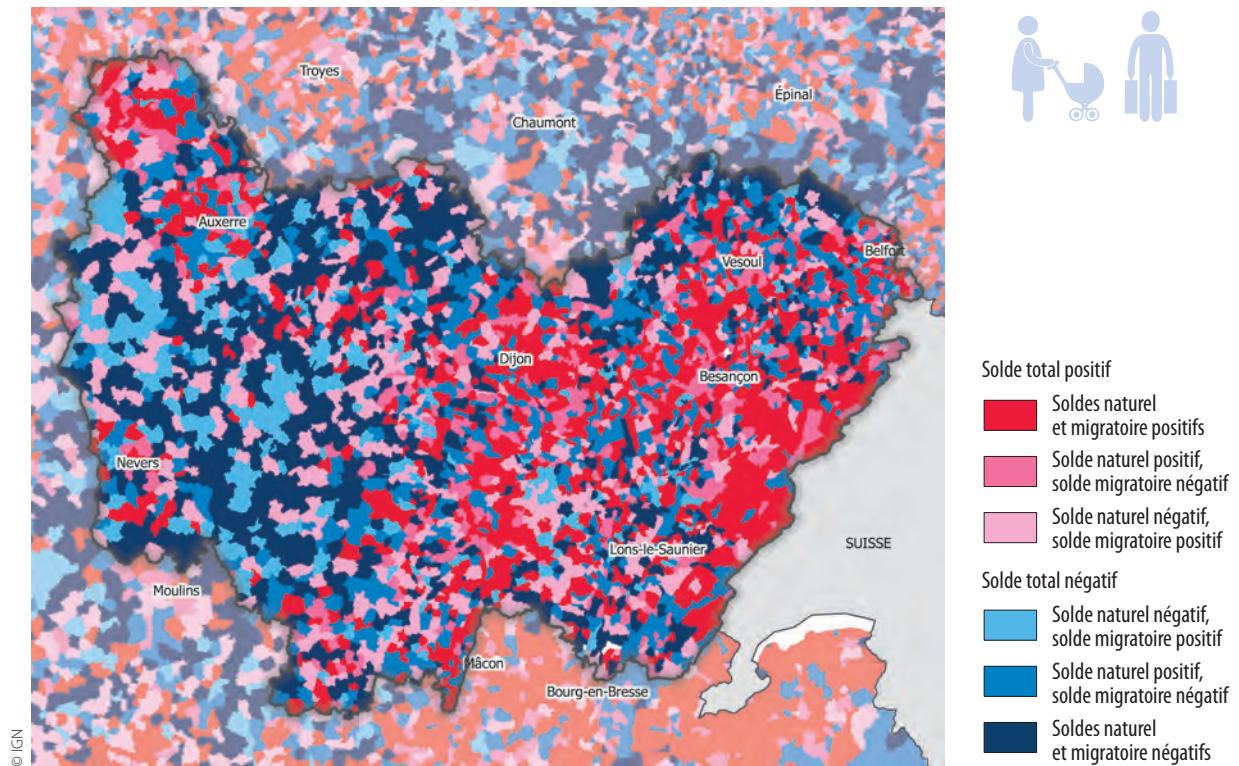 Troyes
Épinal
Chaumont
Auxerre
Belfort
Vesoul
Dijon
Besançon
Nevers
Lons-le-Saunier
SUISSE
Moulins
Mâcon
Bourg-en-Bresse
© IGN
Solde total positif
Soldes naturel
et migratoire positifs
Solde naturel positif,
solde migratoire négatif
Solde naturel négatif,
solde migratoire positif
Solde total négatif
Solde naturel négatif,
solde migratoire positif
Solde naturel positif,
solde migratoire négatif
Soldes naturel
et migratoire négatifs